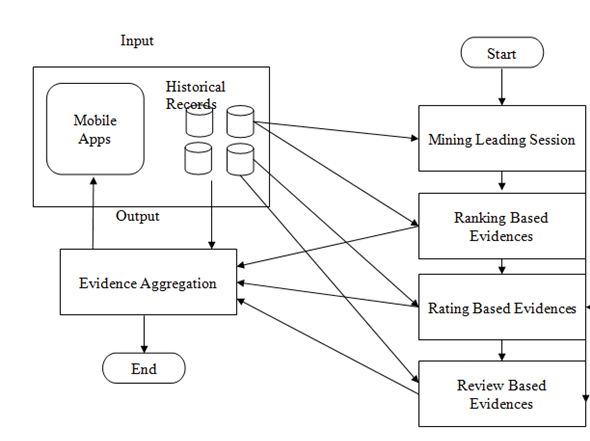 Input
Start
Historical
Records
Mobile
Apps
Mining Leading Session
Output
Ranking Based
Evidences
Evidence Aggregation
Rating Based Evidences
End
Review Based
Evidences